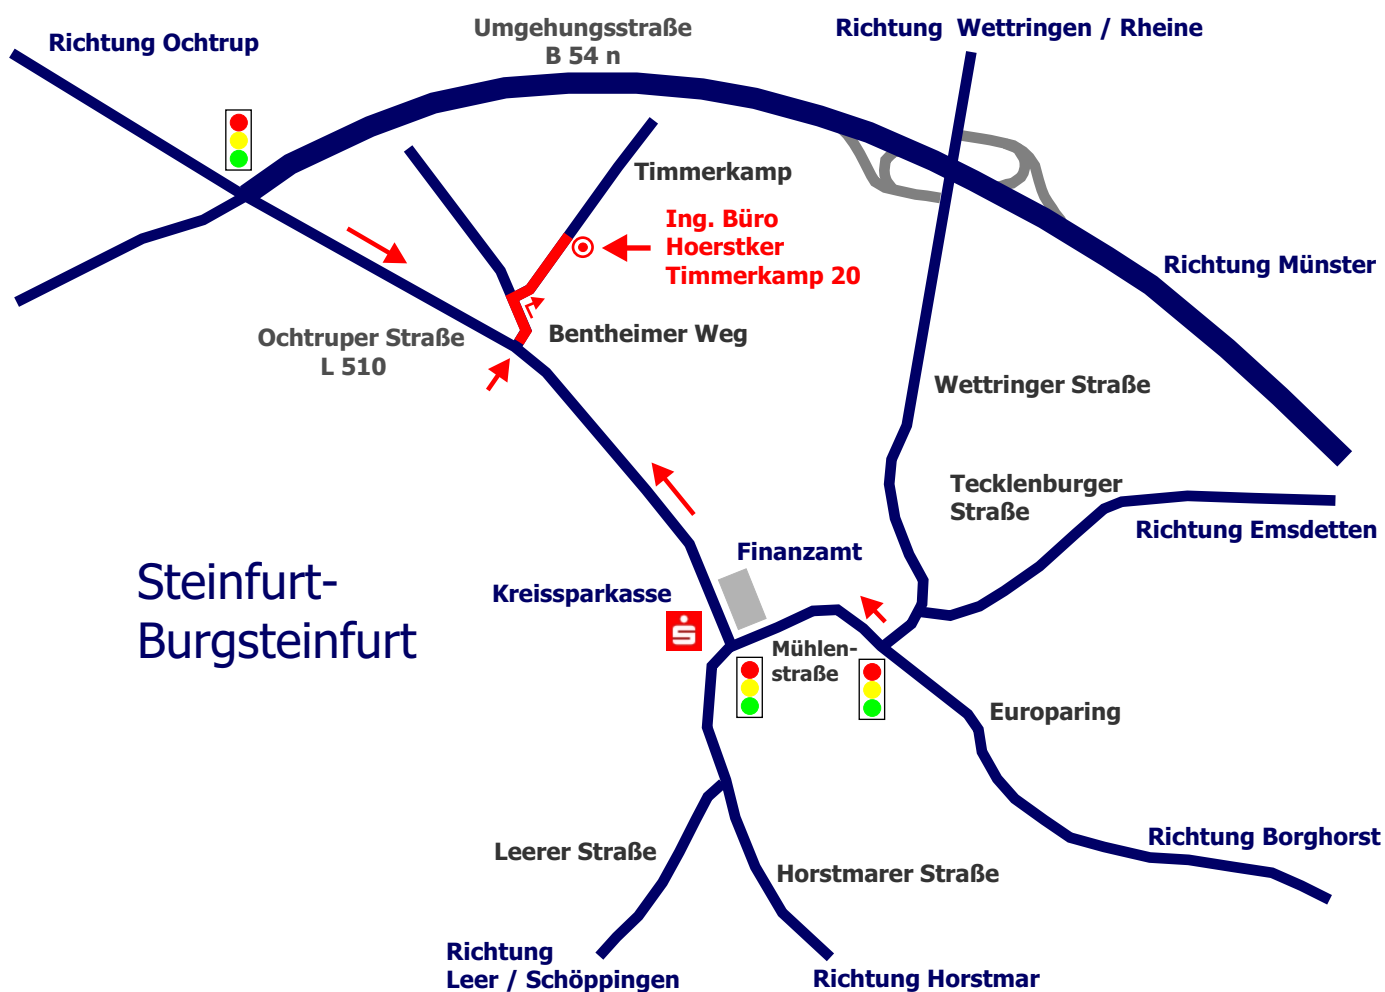 Umgehungsstraße
B 54 n
Richtung Ochtrup
Richtung  Wettringen / Rheine
Timmerkamp
Ing. Büro
Hoerstker
Timmerkamp 20
Richtung Münster
Ochtruper Straße
L 510
Bentheimer Weg
Wettringer Straße
Tecklenburger
Straße
Richtung Emsdetten
Finanzamt
Kreissparkasse
Steinfurt-
Burgsteinfurt
Mühlen-
straße
Europaring
Leerer Straße
Horstmarer Straße
Richtung Borghorst
Richtung
Leer / Schöppingen
Richtung Horstmar